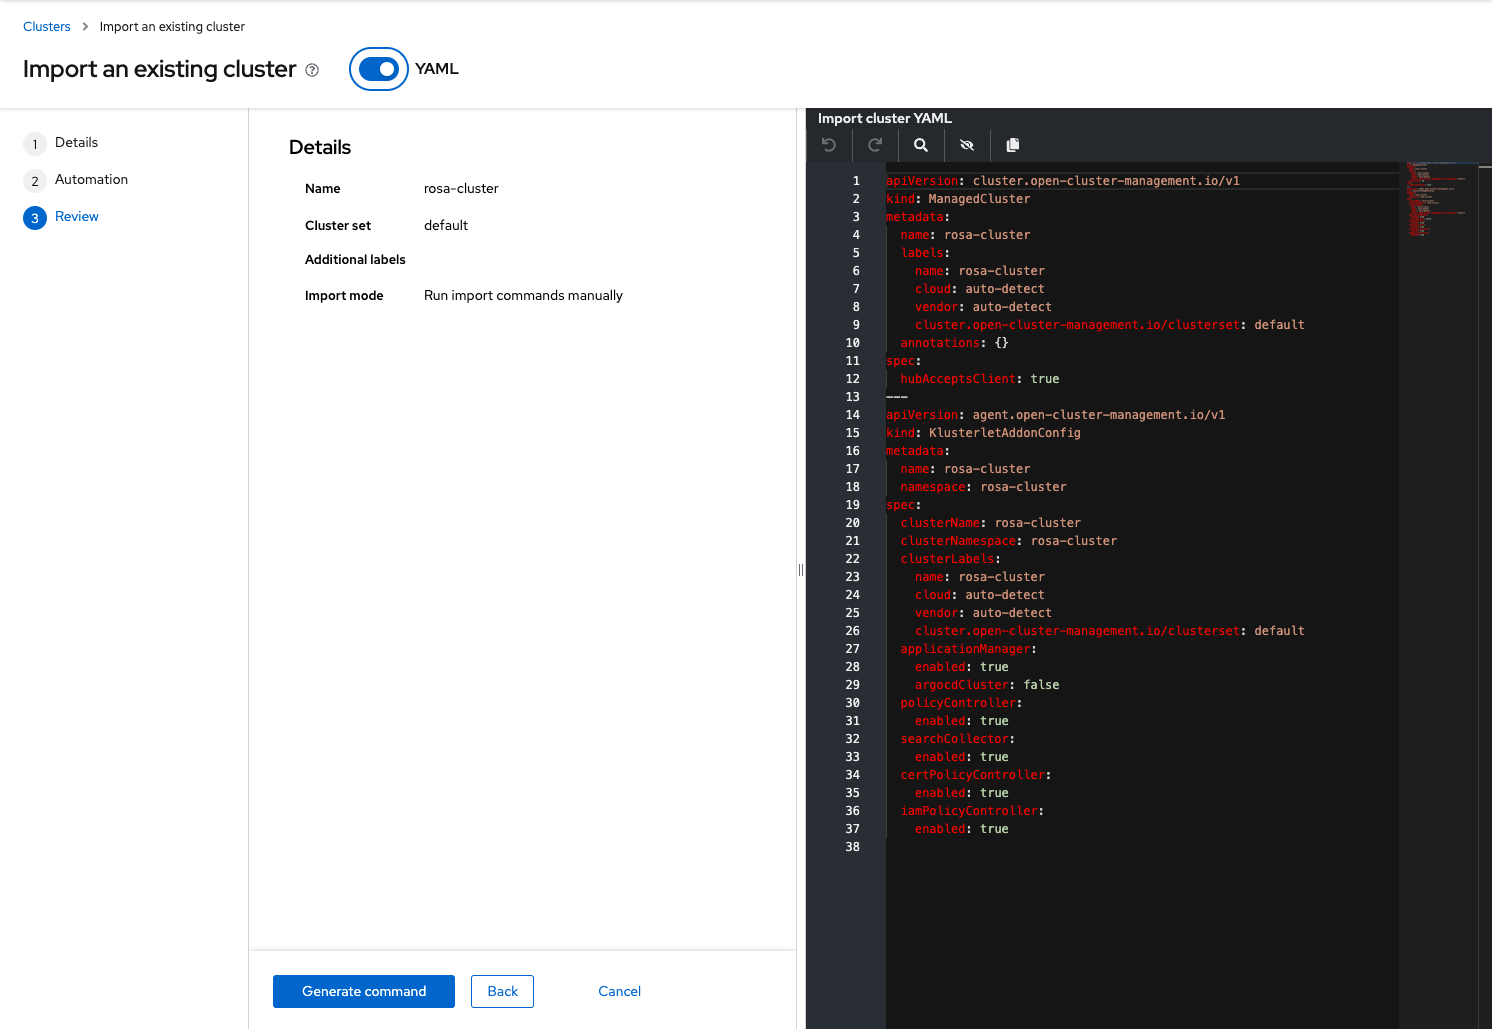 Clusters > Import an existing cluster
Import an existing cluster
YAML
1 Details
2 Automation
3 Review
Details
Name rosa-cluster
Cluster set default
Additional labels
Import mode Run import commands manually
Generate command
Back
Cancel
Import cluster YAML
1 apiVersion: cluster.open-cluster-management.io/v1
2 kind: ManagedCluster
3 metadata:
4   name: rosa-cluster
5   labels:
6     name: rosa-cluster
7     cloud: auto-detect
8     vendor: auto-detect
9     cluster.open-cluster-management.io/clusterset: default
10   annotations: {}
11 spec:
12   hubAcceptsClient: true
13 ---
14 apiVersion: agent.open-cluster-management.io/v1
15 kind: KlusterletAddonConfig
16 metadata:
17   name: rosa-cluster
18   namespace: rosa-cluster
19 spec:
20   clusterName: rosa-cluster
21   clusterNamespace: rosa-cluster
22   clusterLabels:
23     name: rosa-cluster
24     cloud: auto-detect
25     vendor: auto-detect
26     cluster.open-cluster-management.io/clusterset: default
27   applicationManager:
28     enabled: true
29     argocdCluster: false
30   policyController:
31     enabled: true
32   searchCollector:
33     enabled: true
34   certPolicyController:
35     enabled: true
36   iamPolicyController:
37     enabled: true
38